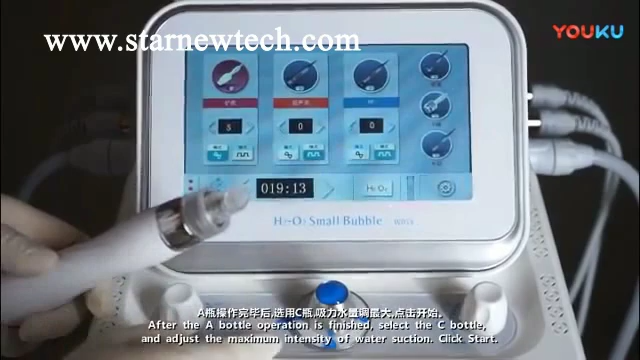 www.starnewtech.com
YOUKU
3
0
0
019:13
H₂O₂
H₂-O₂ Small Bubble
A瓶操作完毕后,选用C瓶,吸力水量调最大,点击开始。
After the A bottle operation is finished, select the C bottle,
and adjust the maximum intensity of water suction. Click Start.